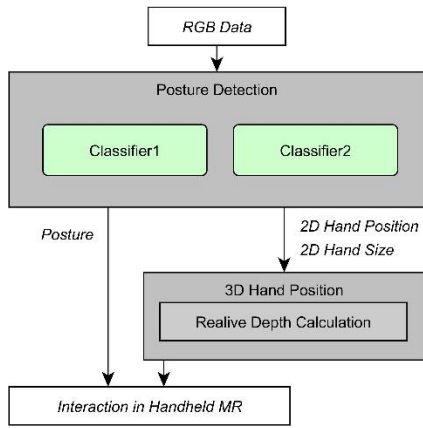 RGB Data
Posture Detection
Classifier1
Classifier2
Posture
2D Hand Position
2D Hand Size
3D Hand Position
Realive Depth Calculation
Interaction in Handheld MR